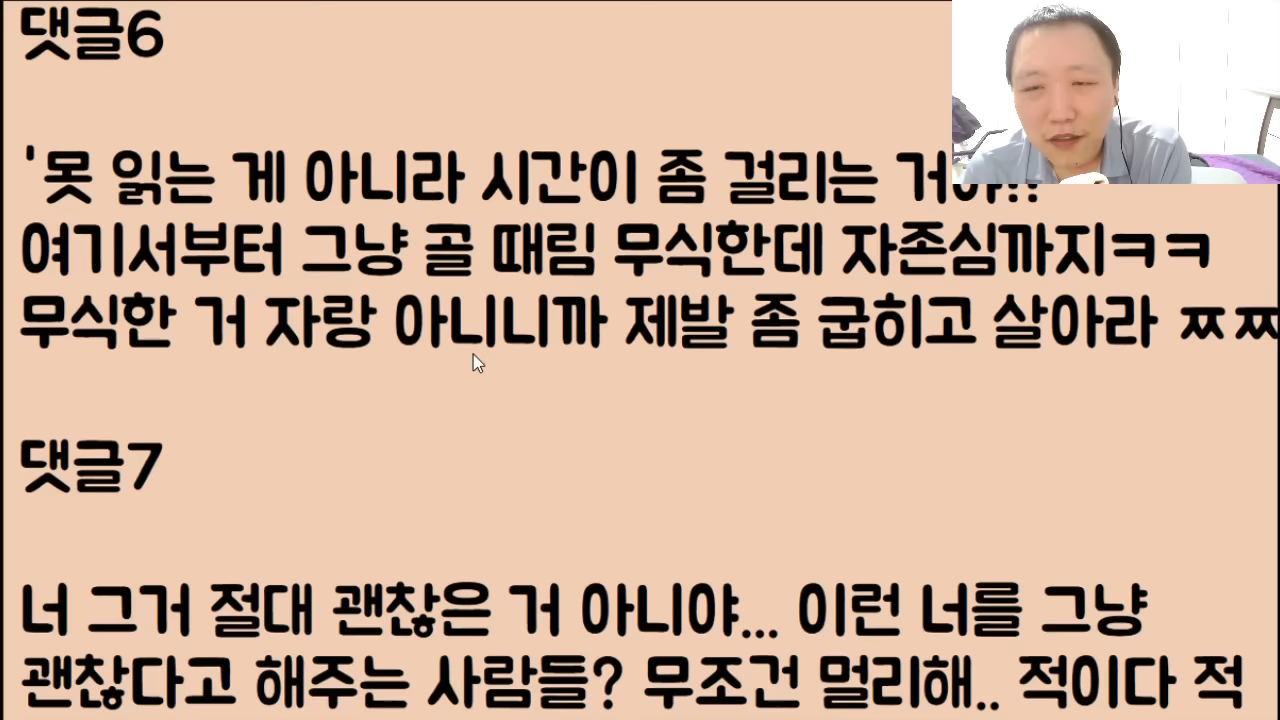 댓글6
'못 읽는 게 아니라 시간이 좀 걸리는 거야!!
여기서부터 그냥 골 때림 무식한데 자존심까지ㅋㅋ
무식한 거 자랑 아니니까 제발 좀 굽히고 살아라 ㅉㅉ
댓글7
너 그거 절대 괜찮은 거 아니야... 이런 너를 그냥
괜찮다고 해주는 사람들? 무조건 멀리해.. 적이다 적